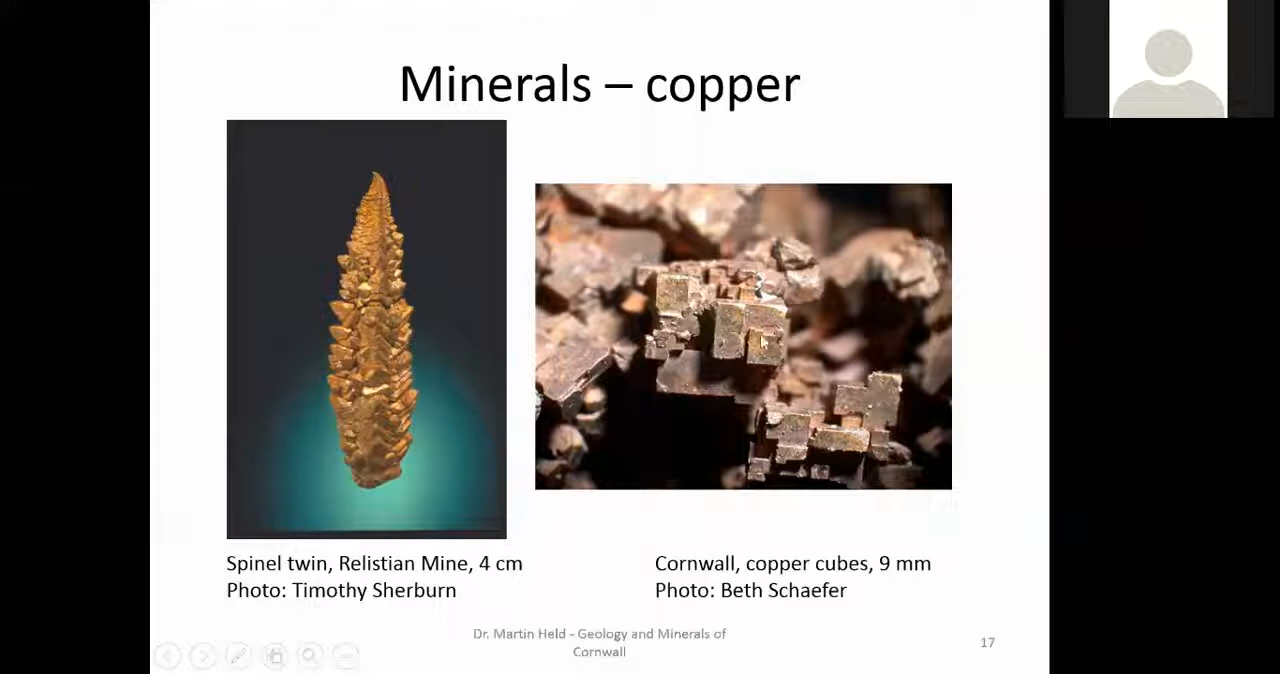 Minerals – copper
Spinel twin, Relistian Mine, 4 cm
Photo: Timothy Sherburn
Cornwall, copper cubes, 9 mm
Photo: Beth Schaefer
Dr. Martin Held - Geology and Minerals of
Cornwall
17